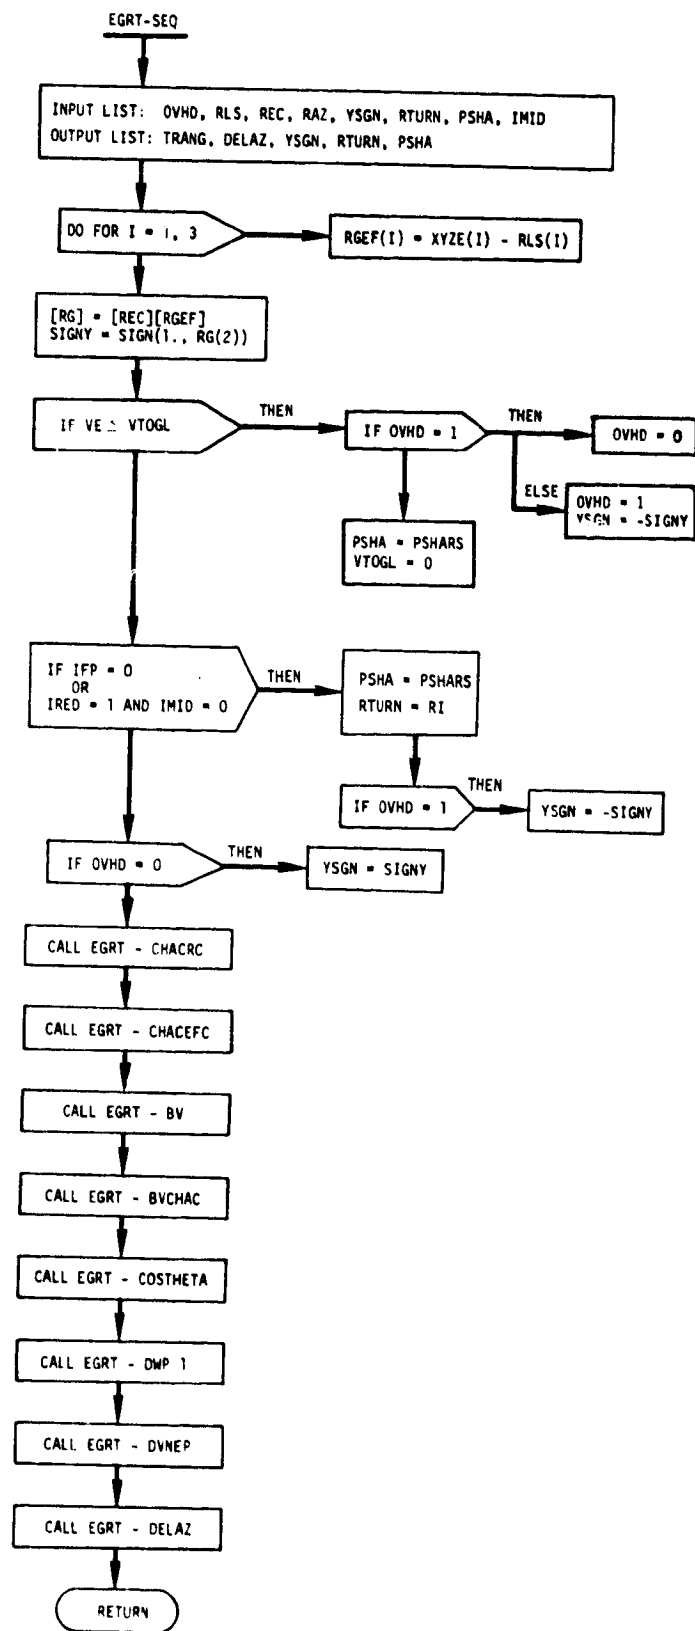 EGRT-SEQ
INPUT LIST: OVHD, RLS, REC, RAZ, YSGN, RTURN, PSHA, IMID
OUTPUT LIST: TRANG, DELAZ, YSGN, RTURN, PSHA
DO FOR I = 1, 3
RGEF(I) = XYZE(I) - RLS(I)
[RG] = [REC][RGEF]
SIGNY = SIGN(1., RG(2))
IF VE VTOGL
THEN
IF OVHD = 1
THEN
OVHD = 0
ELSE
OVHD = 1
YSGN = -SIGNY
PSHA = PSHARS
VTOGL = 0
IF IFP = 0
OR
IRED = 1 AND IMID = 0
THEN
PSHA = PSHARS
RTURN = RI
IF OVHD = 1
THEN
YSGN = -SIGNY
IF OVHD = 0
THEN
YSGN = SIGNY
CALL EGRT - CHACRC
CALL EGRT - CHACEFC
CALL EGRT - BV
CALL EGRT - BVCHAC
CALL EGRT - COSTHETA
CALL EGRT - DWP 1
CALL EGRT - DVNEP
CALL EGRT - DELAZ
RETURN